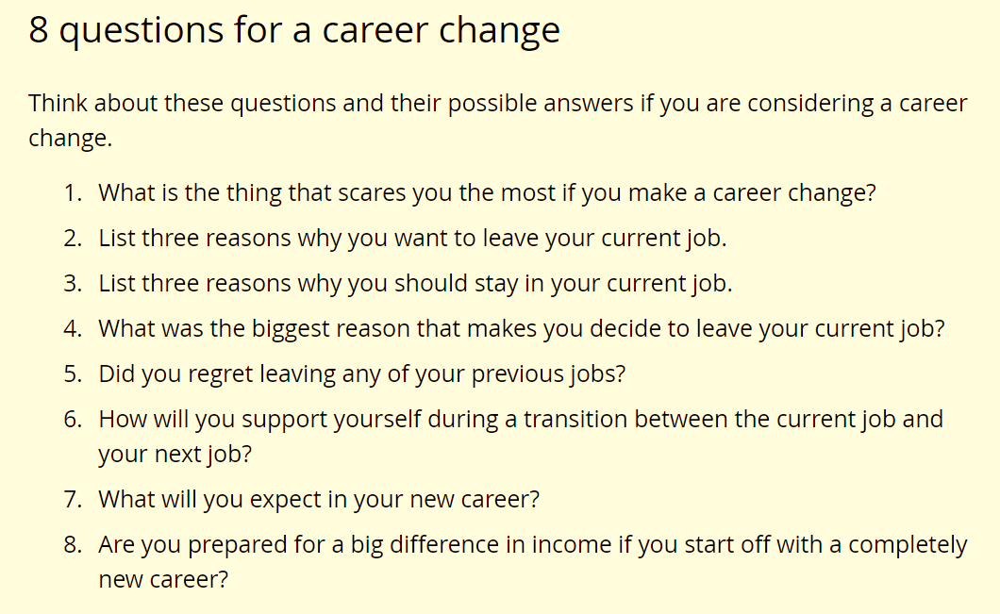 8 questions for a career change
Think about these questions and their possible answers if you are considering a career
change.
1. What is the thing that scares you the most if you make a career change?
2. List three reasons why you want to leave your current job.
3. List three reasons why you should stay in your current job.
4. What was the biggest reason that makes you decide to leave your current job?
5. Did you regret leaving any of your previous jobs?
6. How will you support yourself during a transition between the current job and
your next job?
7. What will you expect in your new career?
8. Are you prepared for a big difference in income if you start off with a completely
new career?